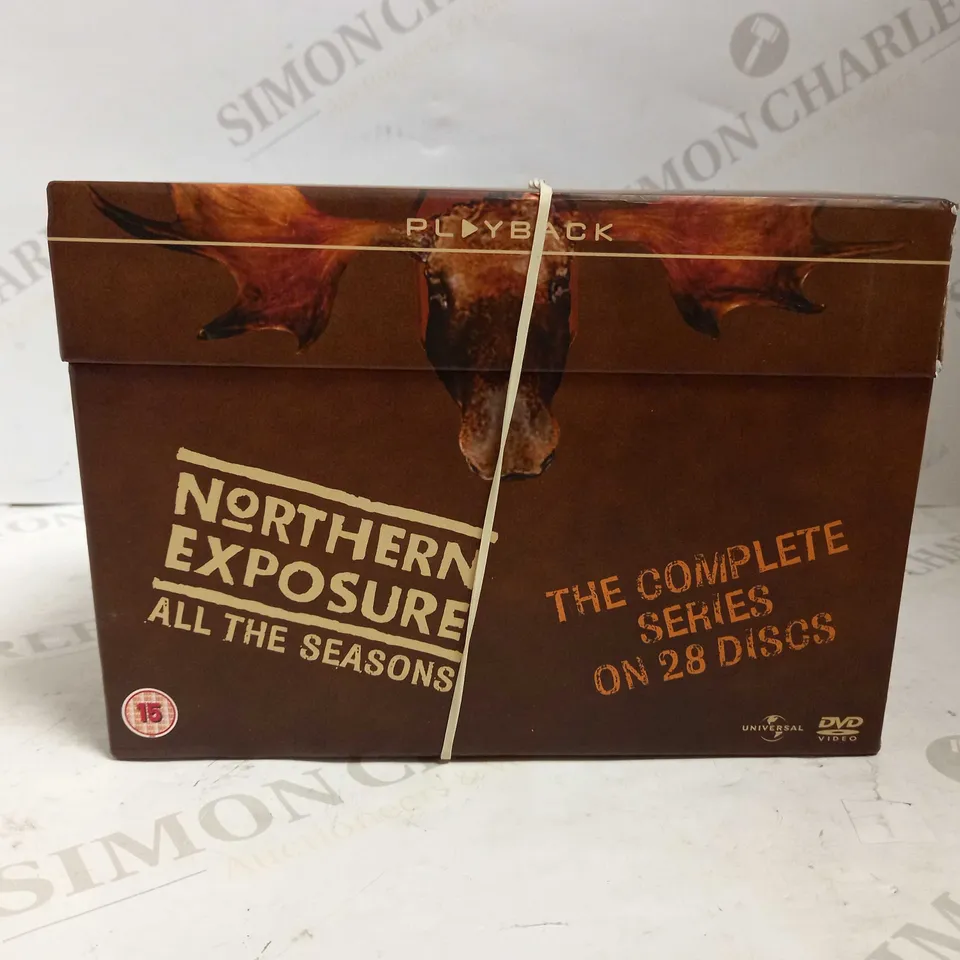 SIMON CHARLES
SIMON CHARLES
PLAYBACK
NORTHERN
EXPOSURE
ALL THE SEASONS
THE COMPLETE
SERIES
ON 28 DISCS
15
UNIVERSAL
DVD
VIDEO
SIMON CHARLES